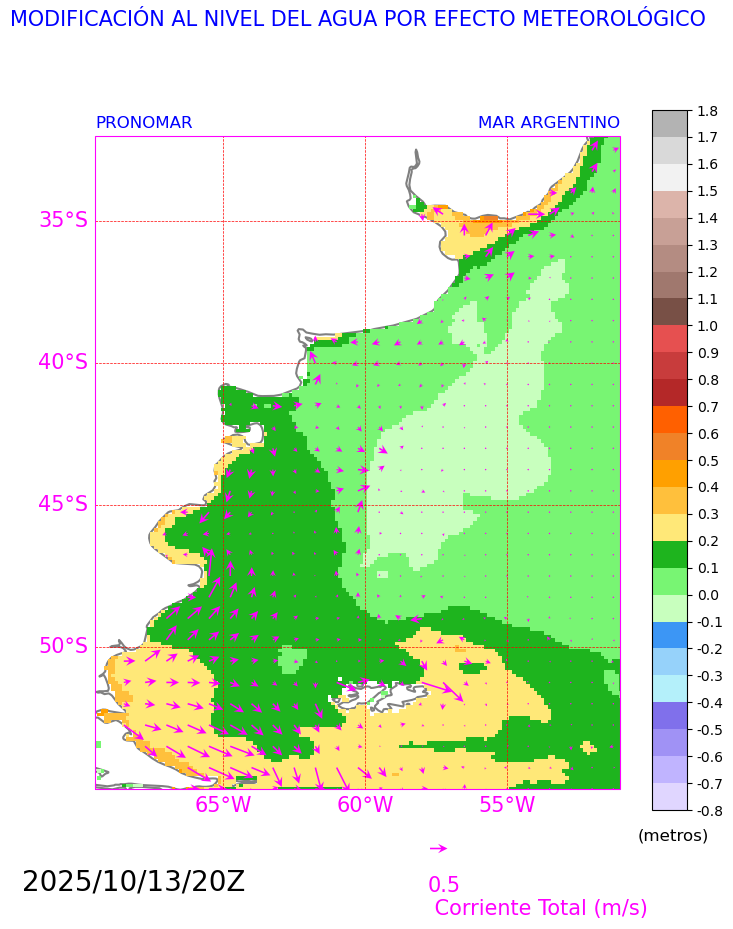 MODIFICACIÓN AL NIVEL DEL AGUA POR EFECTO METEOROLÓGICO
PRONOMAR MAR ARGENTINO
35°S
40°S
45°S
50°S
65°W 60°W 55°W
1.8
1.7
1.6
1.5
1.4
1.3
1.2
1.1
1.0
0.9
0.8
0.7
0.6
0.5
0.4
0.3
0.2
0.1
0.0
-0.1
-0.2
-0.3
-0.4
-0.5
-0.6
-0.7
-0.8
(metros)
2025/10/13/20Z
0.5
Corriente Total (m/s)